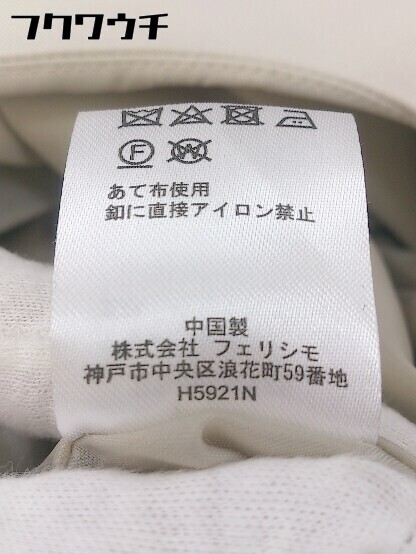 フクワウチ
F W
あて布使用
釦に直接アイロン禁止
中国製
株式会社 フェリシモ
神戸市中央区浪花町59番地
H5921N